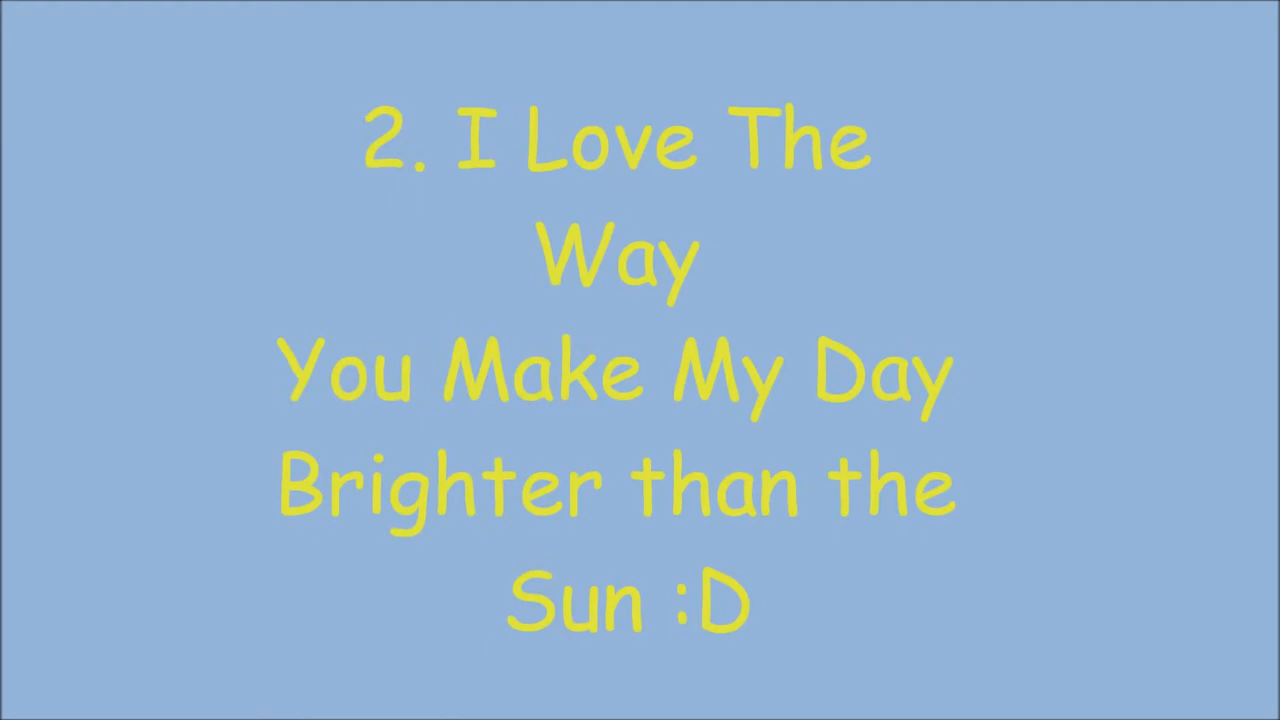 2. I Love The
Way
You Make My Day
Brighter than the
Sun :D